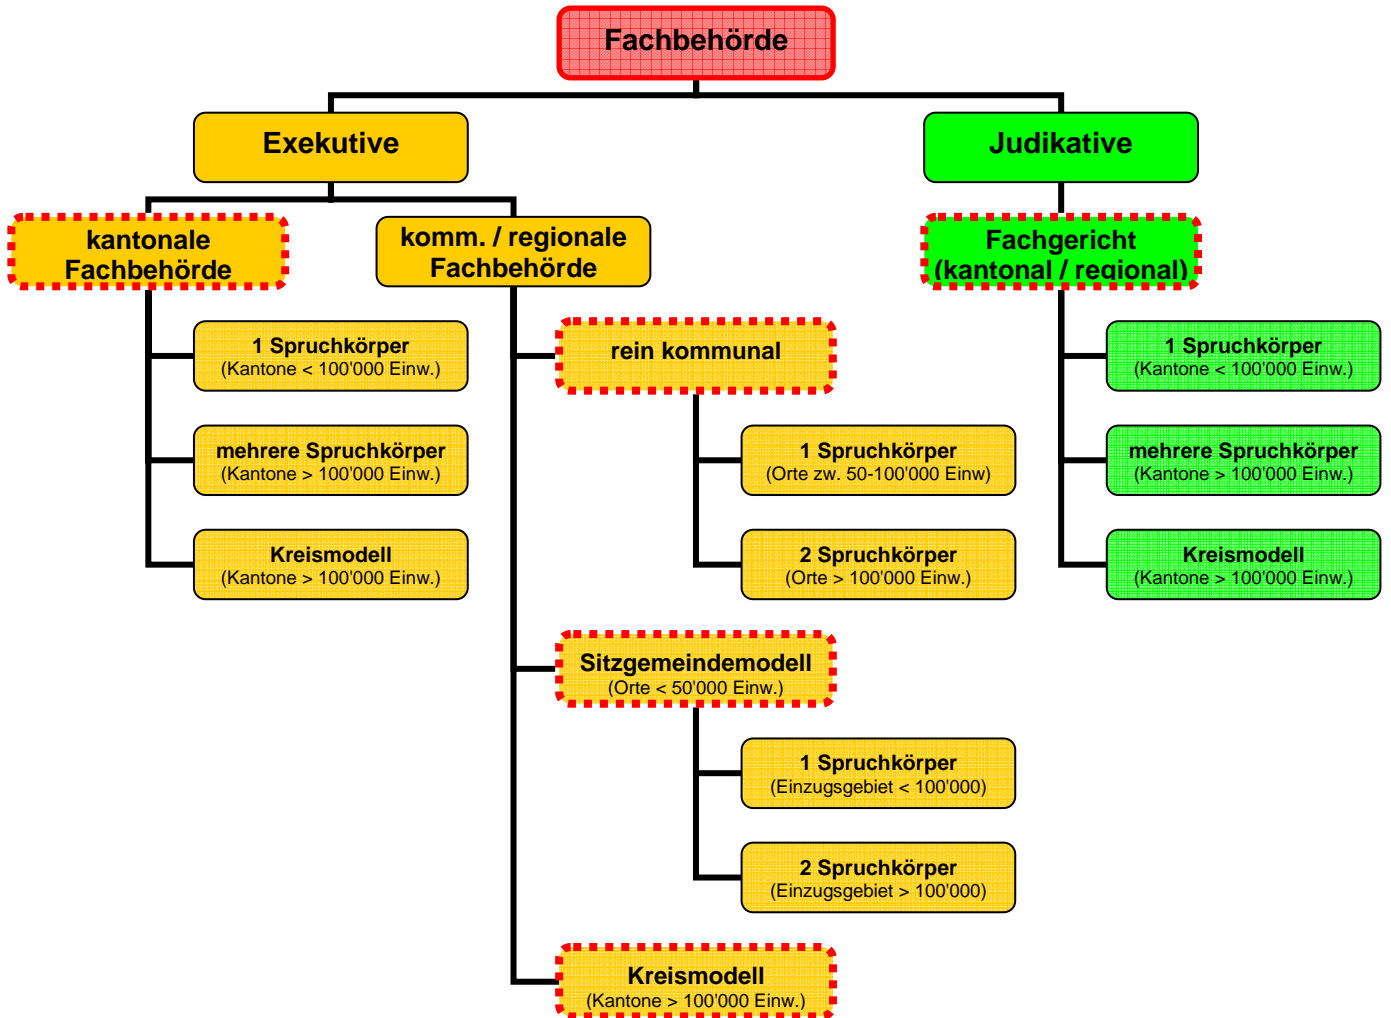 Fachbehörde
Exekutive
Judikative
kantonale
Fachbehörde
komm. / regionale
Fachbehörde
Fachgericht
(kantonal / regional)
1 Spruchkörper
(Kantone < 100'000 Einw.)
mehrere Spruchkörper
(Kantone > 100'000 Einw.)
Kreismodell
(Kantone > 100'000 Einw.)
rein kommunal
1 Spruchkörper
(Orte zw. 50-100'000 Einw)
2 Spruchkörper
(Orte > 100'000 Einw.)
Sitzgemeindemodell
(Orte < 50'000 Einw.)
1 Spruchkörper
(Einzugsgebiet < 100'000)
2 Spruchkörper
(Einzugsgebiet > 100'000)
Kreismodell
(Kantone > 100'000 Einw.)
1 Spruchkörper
(Kantone < 100'000 Einw.)
mehrere Spruchkörper
(Kantone > 100'000 Einw.)
Kreismodell
(Kantone > 100'000 Einw.)